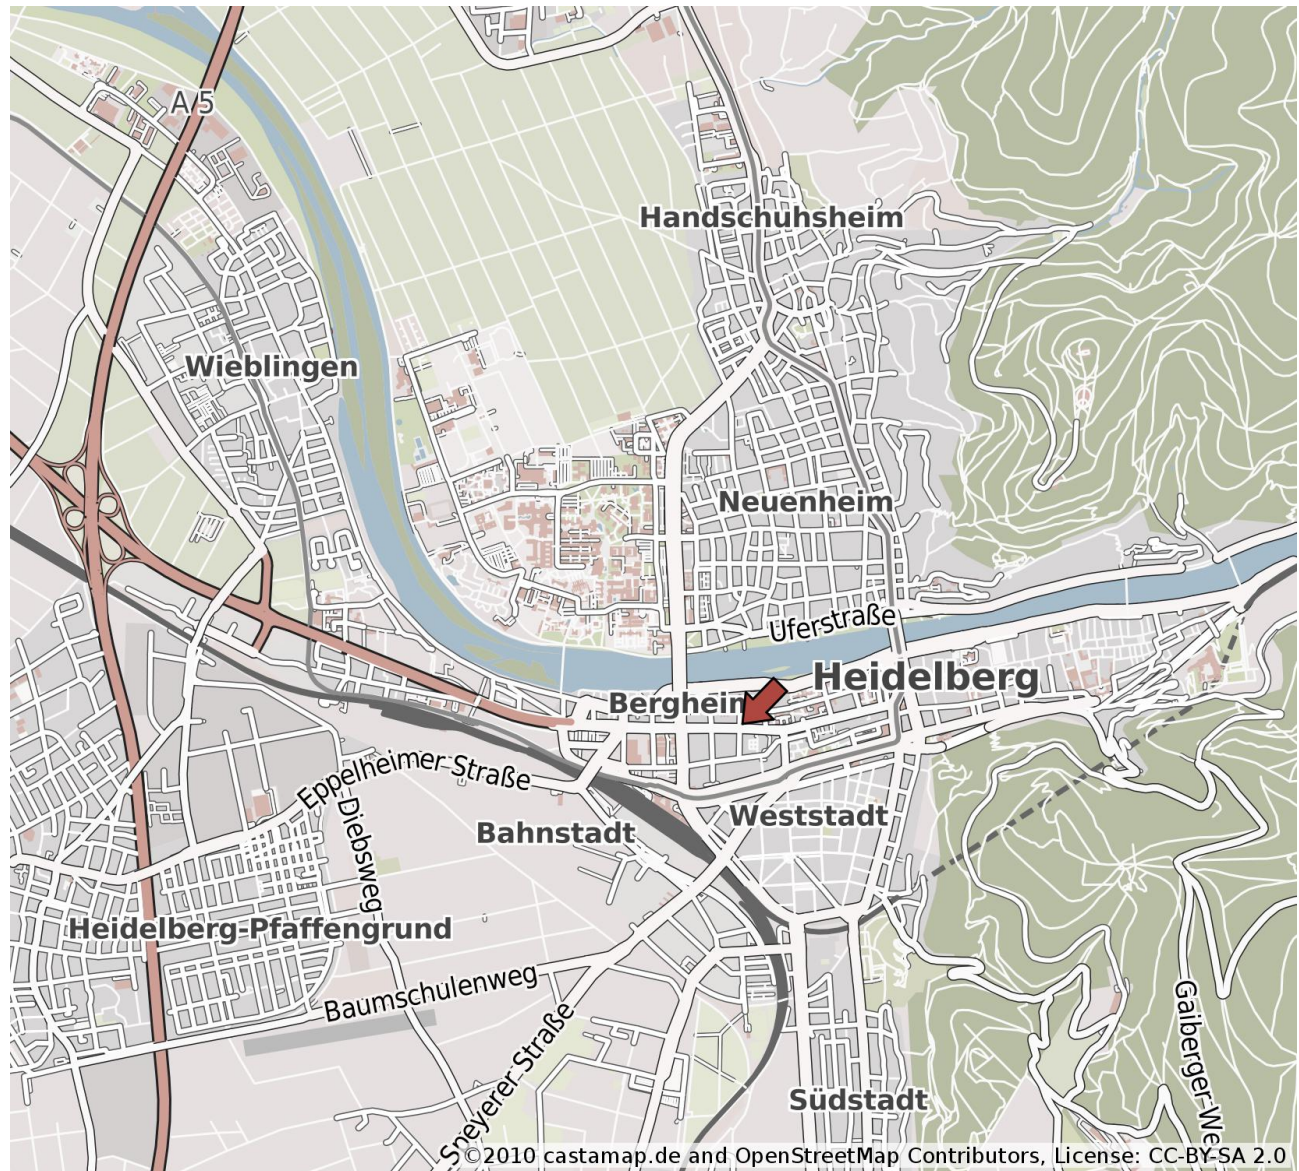 A 5
Handschuhsheim
Wieblingen
Neuenheim
Uferstraße
Heidelberg
Bergheim
Eppelheimer Straße
Diebsweg
Weststadt
Bahnstadt
Heidelberg-Pfaffengrund
Baumschulenweg
Speyerer Straße
Gaiberger We
Südstadt
©2010 castamap.de and OpenStreetMap Contributors, License: CC-BY-SA 2.0